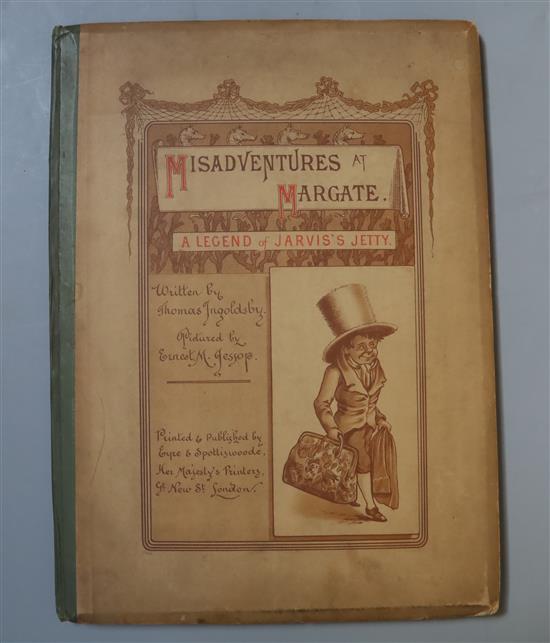 MISADVENTURES AT
MARGATE.
A LEGEND of JARVIS'S JETTY.
Written by
Thomas Ingoldsby.
Pictured by
Ernest M. Jessop.
Printed & Published by
Eyre & Spottiswoode,
Her Majesty's Printers,
Gt New St. London.